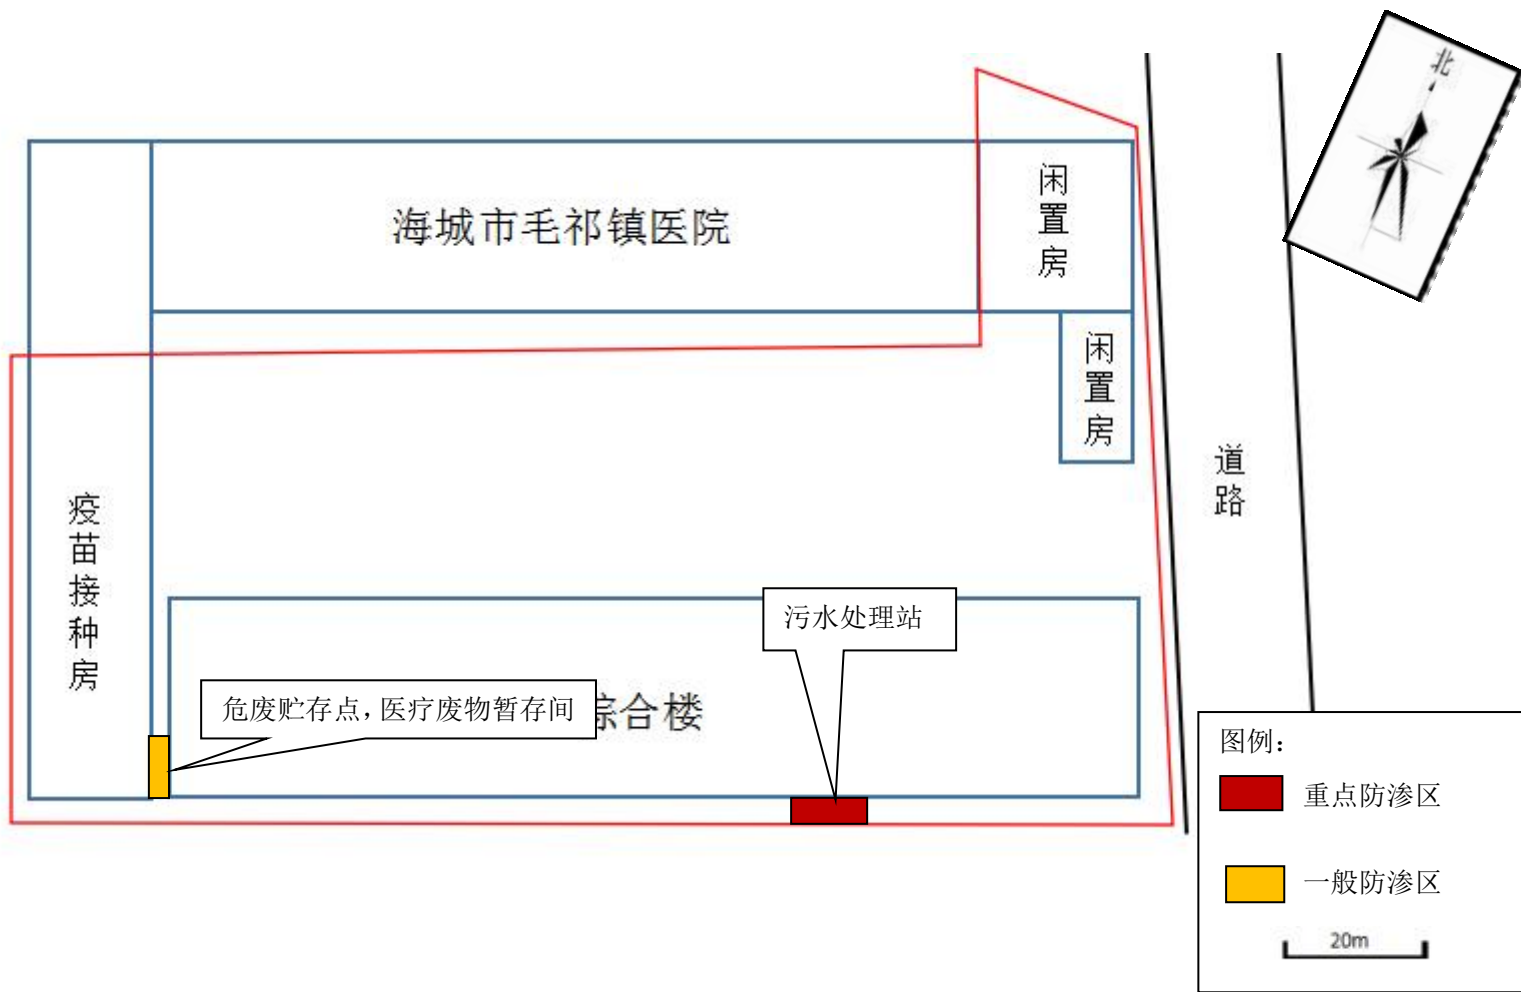 北
海城市毛祁镇医院
闲置房
闲置房
道路
疫苗接种房
污水处理站
危废贮存点，医疗废物暂存间
综合楼
图例：
重点防渗区
一般防渗区
20m